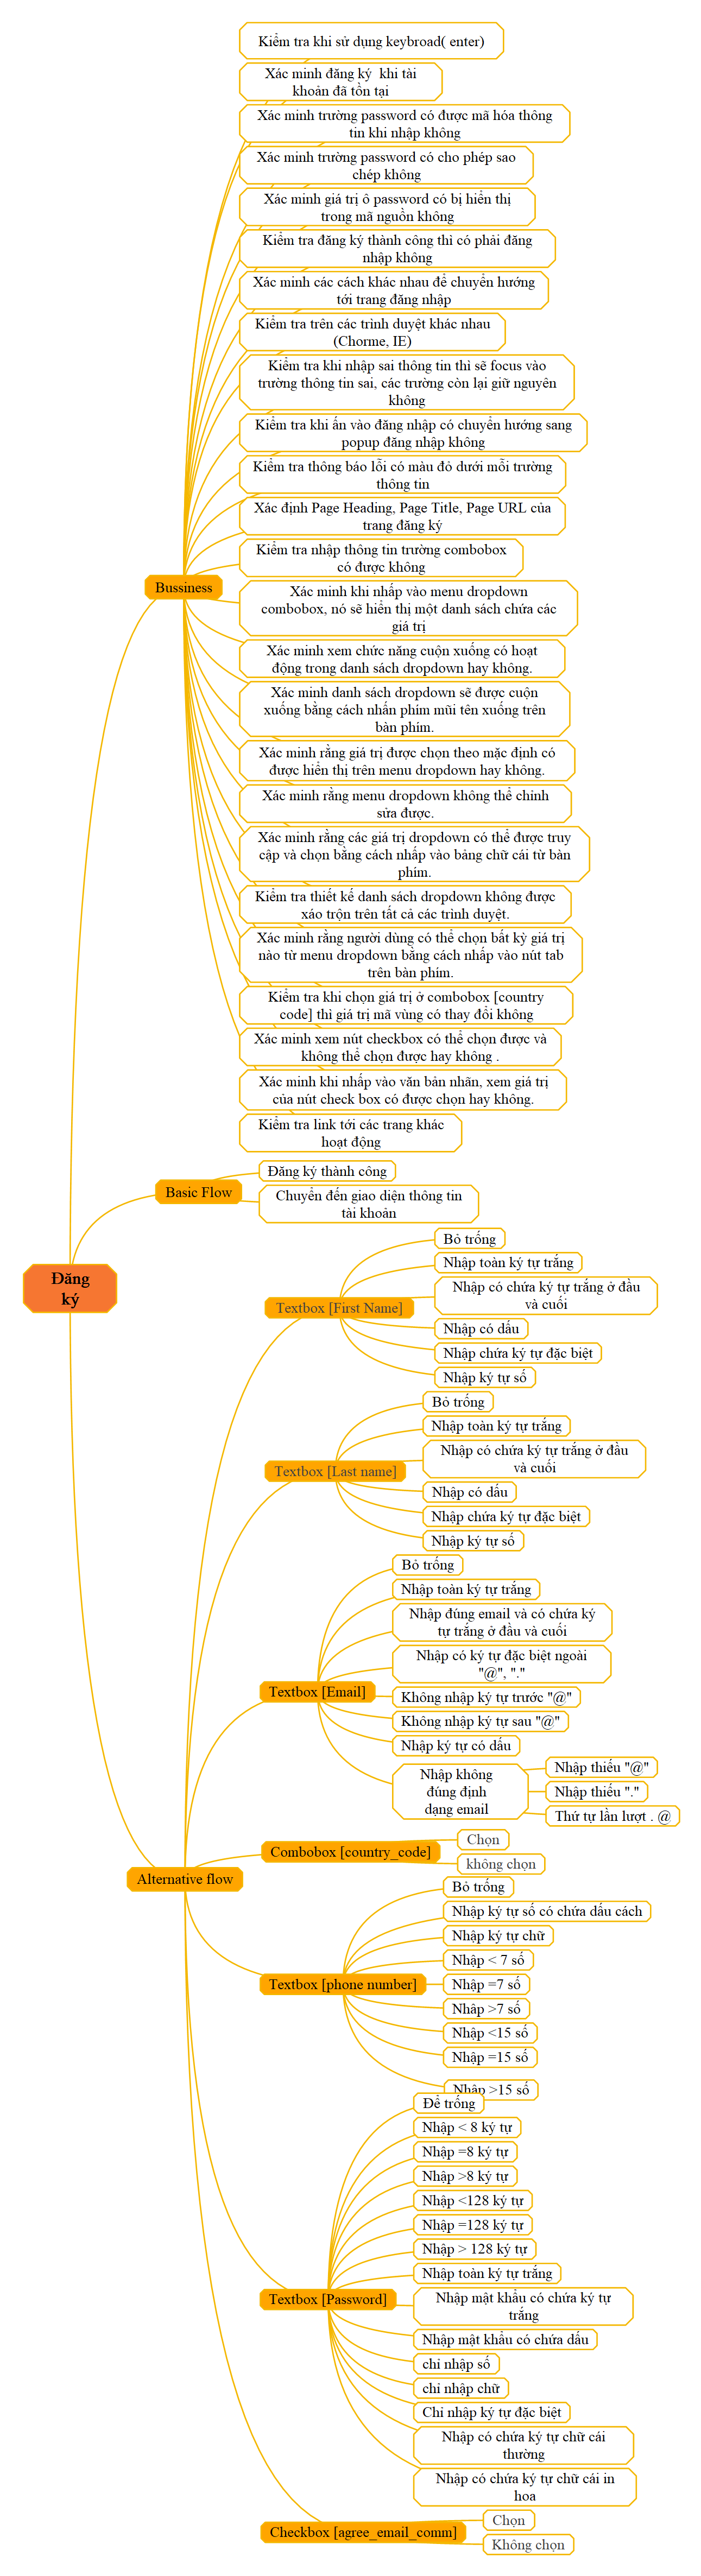 Kiểm tra khi sử dụng keybroad( enter)
Xác minh đăng ký  khi tài
khoản đã tồn tại
Xác minh trường password có được mã hóa thông
tin khi nhập không
Xác minh trường password có cho phép sao
chép không
Xác minh giá trị ô password có bị hiển thị
trong mã nguồn không
Kiểm tra đăng ký thành công thì có phải đăng
nhập không
Xác minh các cách khác nhau để chuyển hướng
tới trang đăng nhập
Kiểm tra trên các trình duyệt khác nhau
(Chorme, IE)
Kiểm tra khi nhập sai thông tin thì sẽ focus vào
trường thông tin sai, các trường còn lại giữ nguyên
không
Kiểm tra khi ấn vào đăng nhập có chuyển hướng sang
popup đăng nhập không
Kiểm tra thông báo lỗi có màu đỏ dưới mỗi trường
thông tin
Xác định Page Heading, Page Title, Page URL của
trang đăng ký
Kiểm tra nhập thông tin trường combobox
có được không
Bussiness
Xác minh khi nhấp vào menu dropdown
combobox, nó sẽ hiển thị một danh sách chứa các
giá trị
Xác minh xem chức năng cuộn xuống có hoạt
động trong danh sách dropdown hay không.
Xác minh danh sách dropdown sẽ được cuộn
xuống bằng cách nhấn phím mũi tên xuống trên
bàn phím.
Xác minh rằng giá trị được chọn theo mặc định có
được hiển thị trên menu dropdown hay không.
Xác minh rằng menu dropdown không thể chỉnh
sửa được.
Xác minh rằng các giá trị dropdown có thể được truy
cập và chọn bằng cách nhấp vào bảng chữ cái từ bàn
phím.
Kiểm tra thiết kế danh sách dropdown không được
xáo trộn trên tất cả các trình duyệt.
Xác minh rằng người dùng có thể chọn bất kỳ giá trị
nào từ menu dropdown bằng cách nhấp vào nút tab
trên bàn phím.
Kiểm tra khi chọn giá trị ở combobox [country
code] thì giá trị mã vùng có thay đổi không
Xác minh xem nút checkbox có thể chọn được và
không thể chọn được hay không .
Xác minh khi nhấp vào văn bản nhãn, xem giá trị
của nút check box có được chọn hay không.
Kiểm tra link tới các trang khác
hoạt động
Basic Flow
Đăng ký thành công
Chuyển đến giao diện thông tin
tài khoản
Đăng
ký
Textbox [First Name]
Bỏ trống
Nhập toàn ký tự trắng
Nhập có chứa ký tự trắng ở đầu
và cuối
Nhập có dấu
Nhập chứa ký tự đặc biệt
Nhập ký tự số
Textbox [Last name]
Bỏ trống
Nhập toàn ký tự trắng
Nhập có chứa ký tự trắng ở đầu
và cuối
Nhập có dấu
Nhập chứa ký tự đặc biệt
Nhập ký tự số
Textbox [Email]
Bỏ trống
Nhập toàn ký tự trắng
Nhập đúng email và có chứa ký
tự trắng ở đầu và cuối
Nhập có ký tự đặc biệt ngoài
"@", "."
Không nhập ký tự trước "@"
Không nhập ký tự sau "@"
Nhập ký tự có dấu
Nhập không
đúng định
dạng email
Nhập thiếu "@"
Nhập thiếu "."
Thứ tự lần lượt . @
Alternative flow
Combobox [country_code]
Chọn
không chọn
Textbox [phone number]
Bỏ trống
Nhập ký tự số có chứa dấu cách
Nhập ký tự chữ
Nhập < 7 số
Nhập =7 số
Nhâp >7 số
Nhập <15 số
Nhập =15 số
Nhập >15 số
Textbox [Password]
Để trống
Nhập < 8 ký tự
Nhập =8 ký tự
Nhập >8 ký tự
Nhập <128 ký tự
Nhập =128 ký tự
Nhập > 128 ký tự
Nhập toàn ký tự trắng
Nhập mật khẩu có chứa ký tự
trắng
Nhập mật khẩu có chứa dấu
chỉ nhập số
chỉ nhập chữ
Chỉ nhập ký tự đặc biệt
Nhập có chứa ký tự chữ cái
thường
Nhập có chứa ký tự chữ cái in
hoa
Checkbox [agree_email_comm]
Chọn
Không chọn